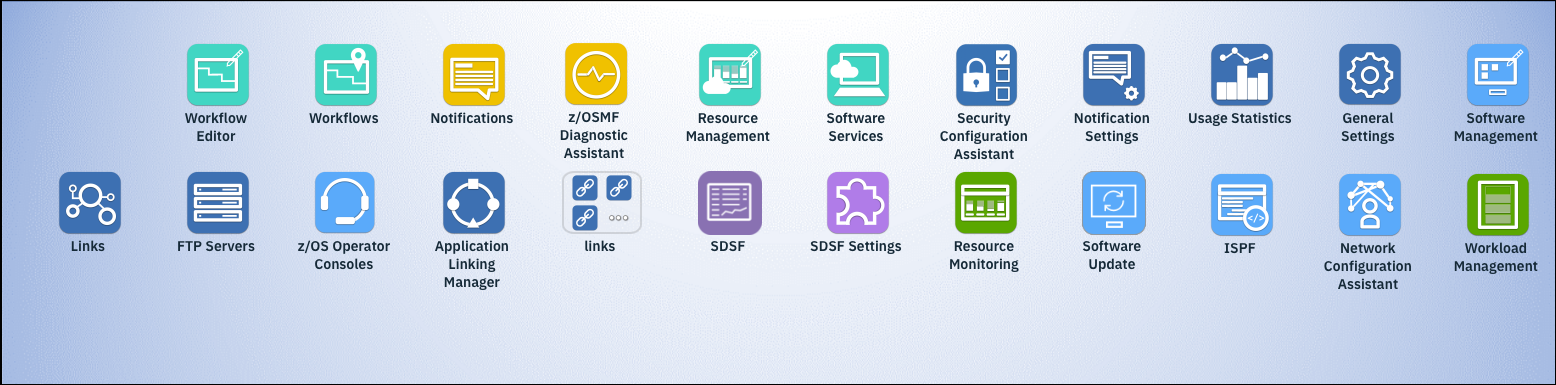 Workflow
Editor
Workflows
Notifications
z/OSMF
Diagnostic
Assistant
Resource
Management
Software
Services
Security
Configuration
Assistant
Notification
Settings
Usage Statistics
General
Settings
Software
Management
Links
FTP Servers
z/OS Operator
Consoles
Application
Linking
Manager
links
SDSF
SDSF Settings
Resource
Monitoring
Software
Update
</>
ISPF
Network
Configuration
Assistant
Workload
Management